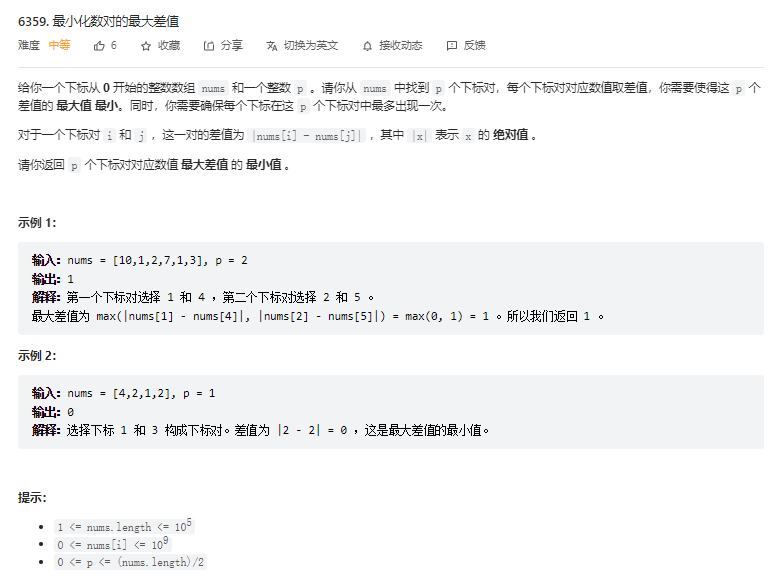 6359. 最小化数对的最大差值
难度 中等 6 收藏 分享 切换为英文 接收动态 反馈
给你一个下标从 0 开始的整数数组 nums 和一个整数 p 。请你从 nums 中找到 p 个下标对，每个下标对对应数值取差值，你需要使得这 p 个
差值的 最大值 最小。同时，你需要确保每个下标在这 p 个下标对中最多出现一次。
对于一个下标对 i 和 j ，这一对的差值为 |nums[i] - nums[j]| ，其中 |x| 表示 x 的 绝对值 。
请你返回 p 个下标对对应数值 最大差值 的 最小值 。
示例 1：
输入：nums = [10,1,2,7,1,3], p = 2
输出：1
解释：第一个下标对选择 1 和 4 ，第二个下标对选择 2 和 5 。
最大差值为 max(|nums[1] - nums[4]|, |nums[2] - nums[5]|) = max(0, 1) = 1 。所以我们返回 1 。
示例 2：
输入：nums = [4,2,1,2], p = 1
输出：0
解释：选择下标 1 和 3 构成下标对。差值为 |2 - 2| = 0 ，这是最大差值的最小值。
提示：
• 1 <= nums.length <= 10⁵
• 0 <= nums[i] <= 10⁹
• 0 <= p <= (nums.length)/2